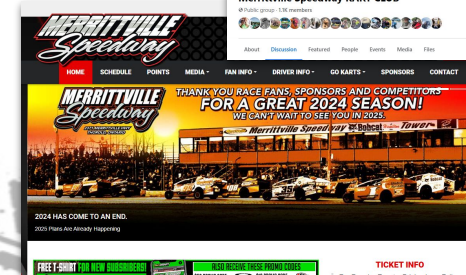 Merrittville Speedway KART CLUB
Public group · 1.1K members
About Discussion Featured People Events Media Files
MERRITTVILLE
Speedway
HOME SCHEDULE POINTS MEDIA FAN INFO DRIVER INFO GO KARTS SPONSORS CONTACT
MERRITTVILLE
Speedway
THANK YOU RACE FANS, SPONSORS AND COMPETITORS
FOR A GREAT 2024 SEASON!
WE CAN'T WAIT TO SEE YOU IN 2025.
Merrittville Speedway Bobcat Tower
2024 HAS COME TO AN END.
2025 Plans Are Already Happening
FREE T-SHIRT FOR NEW SUBSCRIBERS!
ALSO RECEIVE THESE PROMO CODES
TICKET INFO